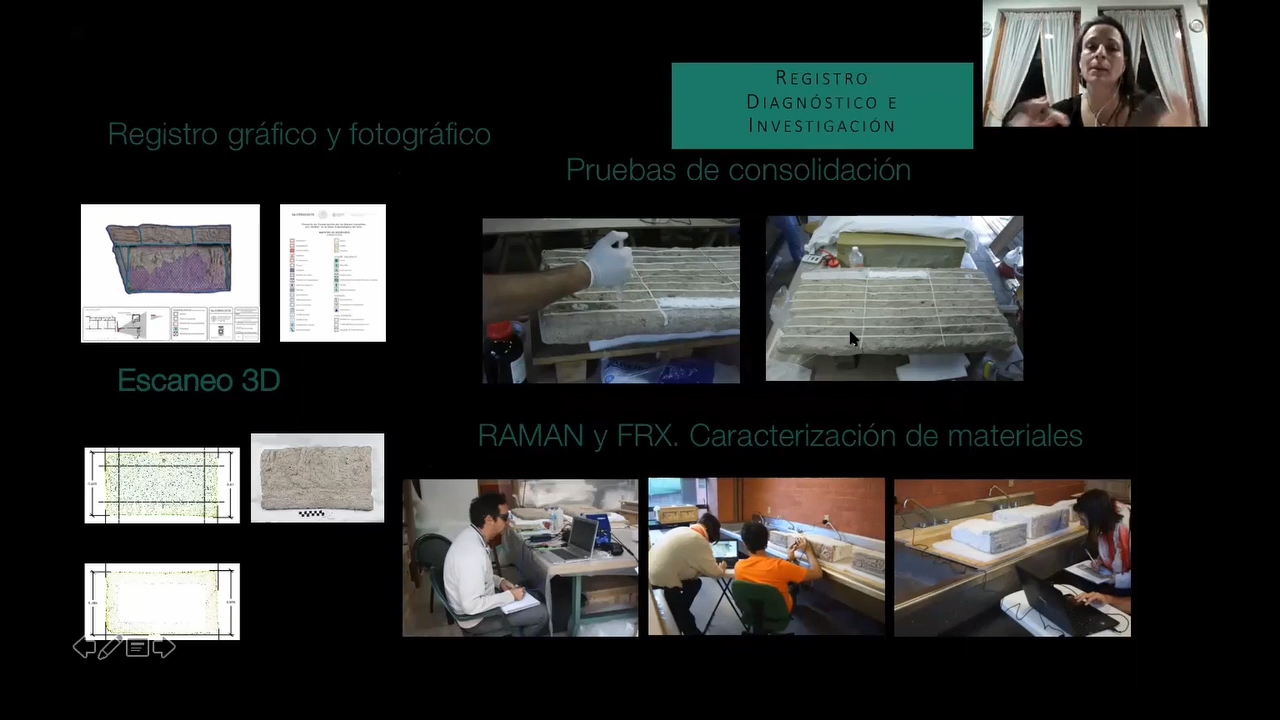 REGISTRO
DIAGNÓSTICO E
INVESTIGACIÓN
Registro gráfico y fotográfico
Pruebas de consolidación
Escaneo 3D
RAMAN y FRX. Caracterización de materiales